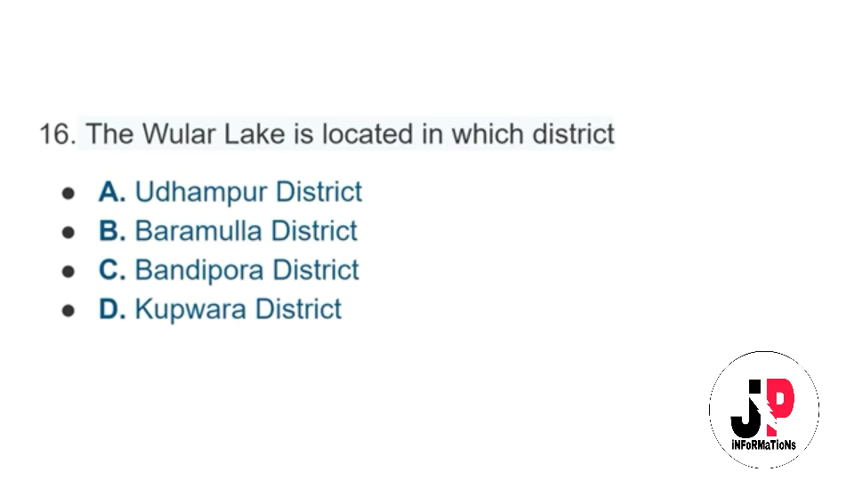 16. The Wular Lake is located in which district
● A. Udhampur District
● B. Baramulla District
● C. Bandipora District
● D. Kupwara District
JP
iNFoRMaTioNs